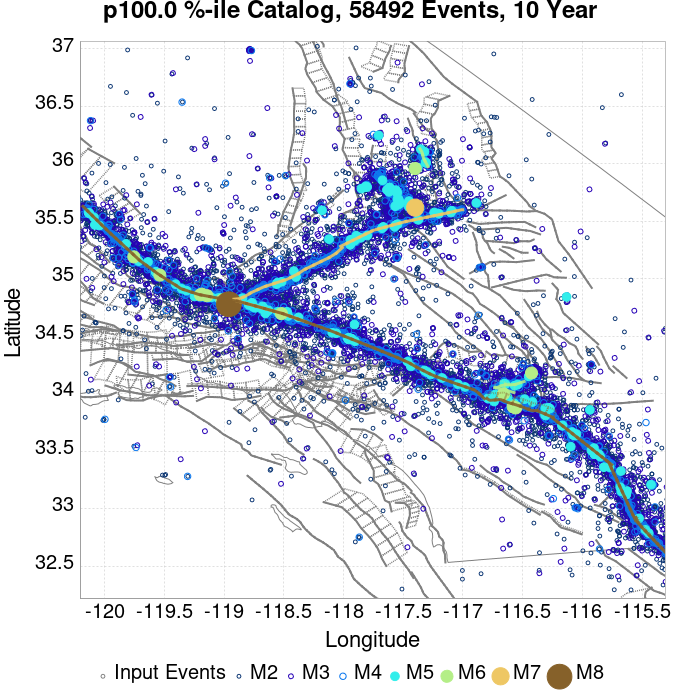 p100.0 %-ile Catalog, 58492 Events, 10 Year
37
36.5
36
35.5
35
34.5
34
33.5
33
32.5
Latitude
-120 -119.5 -119 -118.5 -118 -117.5 -117 -116.5 -116 -115.5
Longitude
Input Events M2 M3 M4 M5 M6 M7 M8